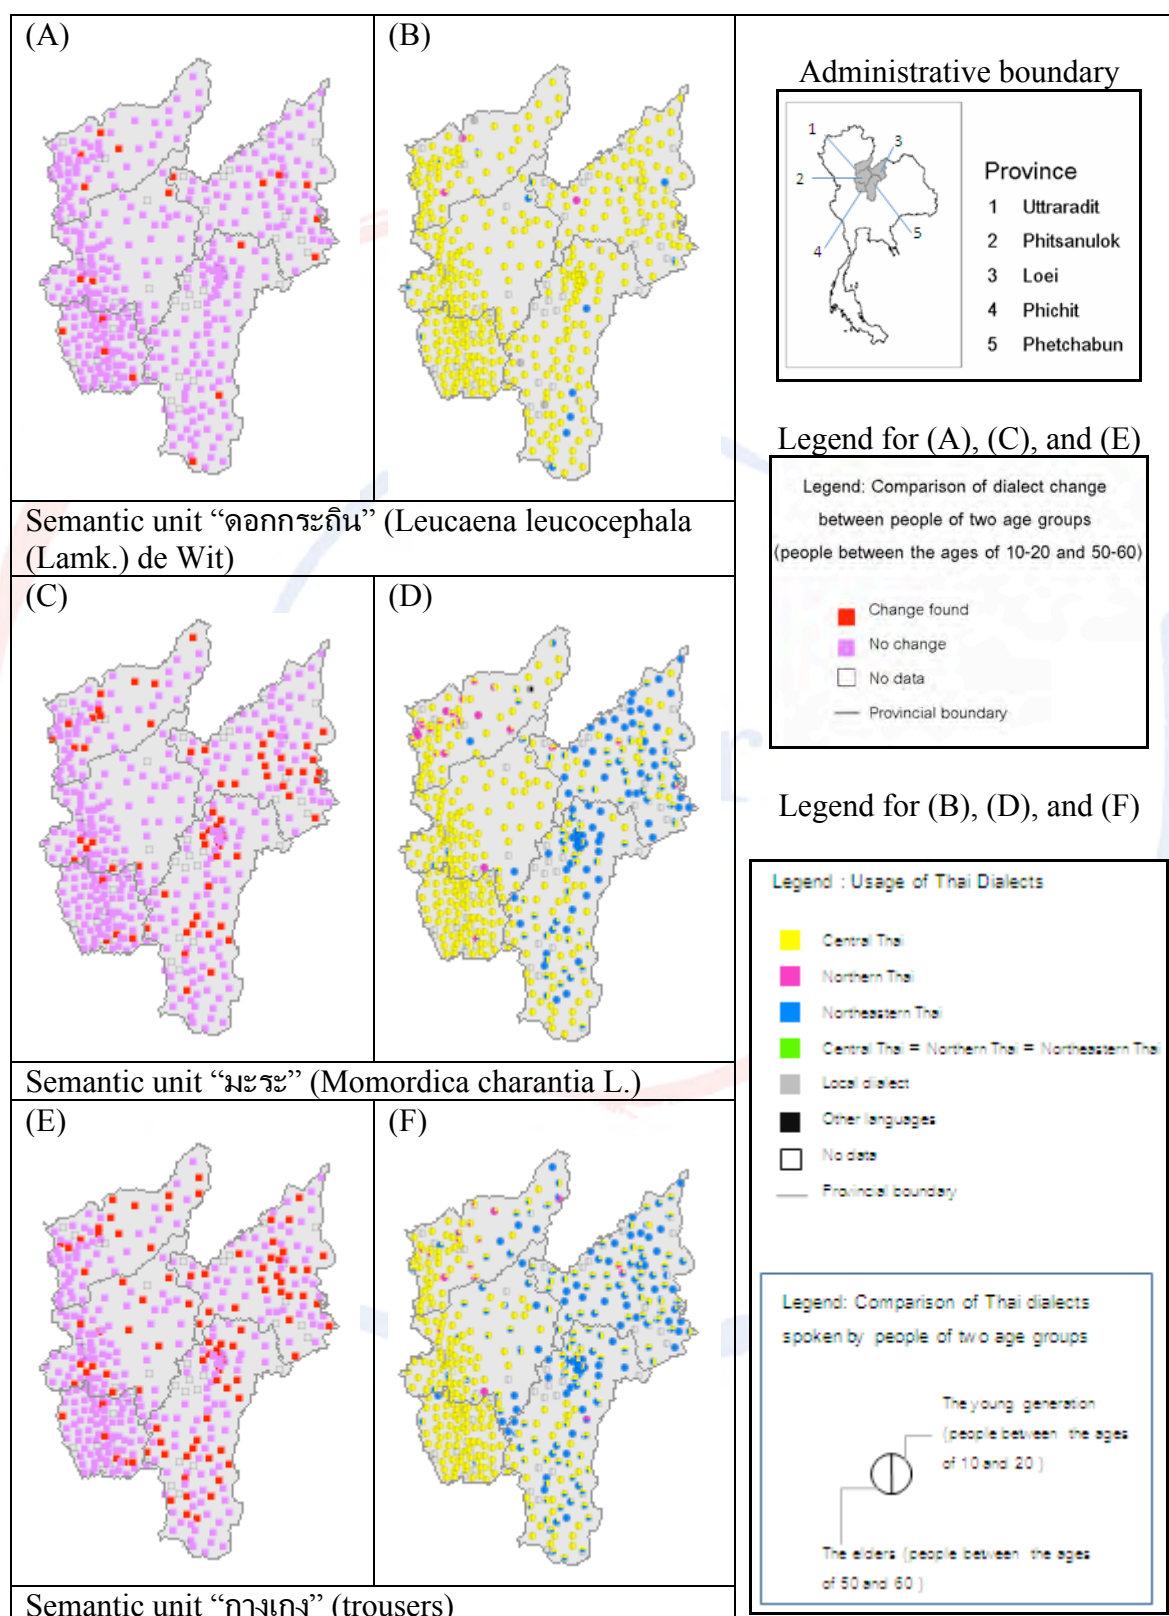 (A)
(B)
Semantic unit “ดอกกระถิน” (Leucaena leucocephala
(Lamk.) de Wit)
(C)
(D)
Semantic unit “มะระ” (Momordica charantia L.)
(E)
(F)
Semantic unit “กางเกง” (trousers)
Administrative boundary
1
3
2
4
5
Province
1 Uttraradit
2 Phitsanulok
3 Loei
4 Phichit
5 Phetchabun
Legend for (A), (C), and (E)
Legend: Comparison of dialect change
between people of two age groups
(people between the ages of 10-20 and 50-60)
Change found
No change
No data
Provincial boundary
Legend for (B), (D), and (F)
Legend : Usage of Thai Dialects
Central Thai
Northern Thai
Northeastern Thai
Central Thai = Northern Thai = Northeastern Thai
Local dialect
Other languages
No data
Provincial boundary
Legend: Comparison of Thai dialects
spoken by people of two age groups
The young generation
(people between the ages
of 10 and 20 )
The elders (people between the ages
of 50 and 60 )